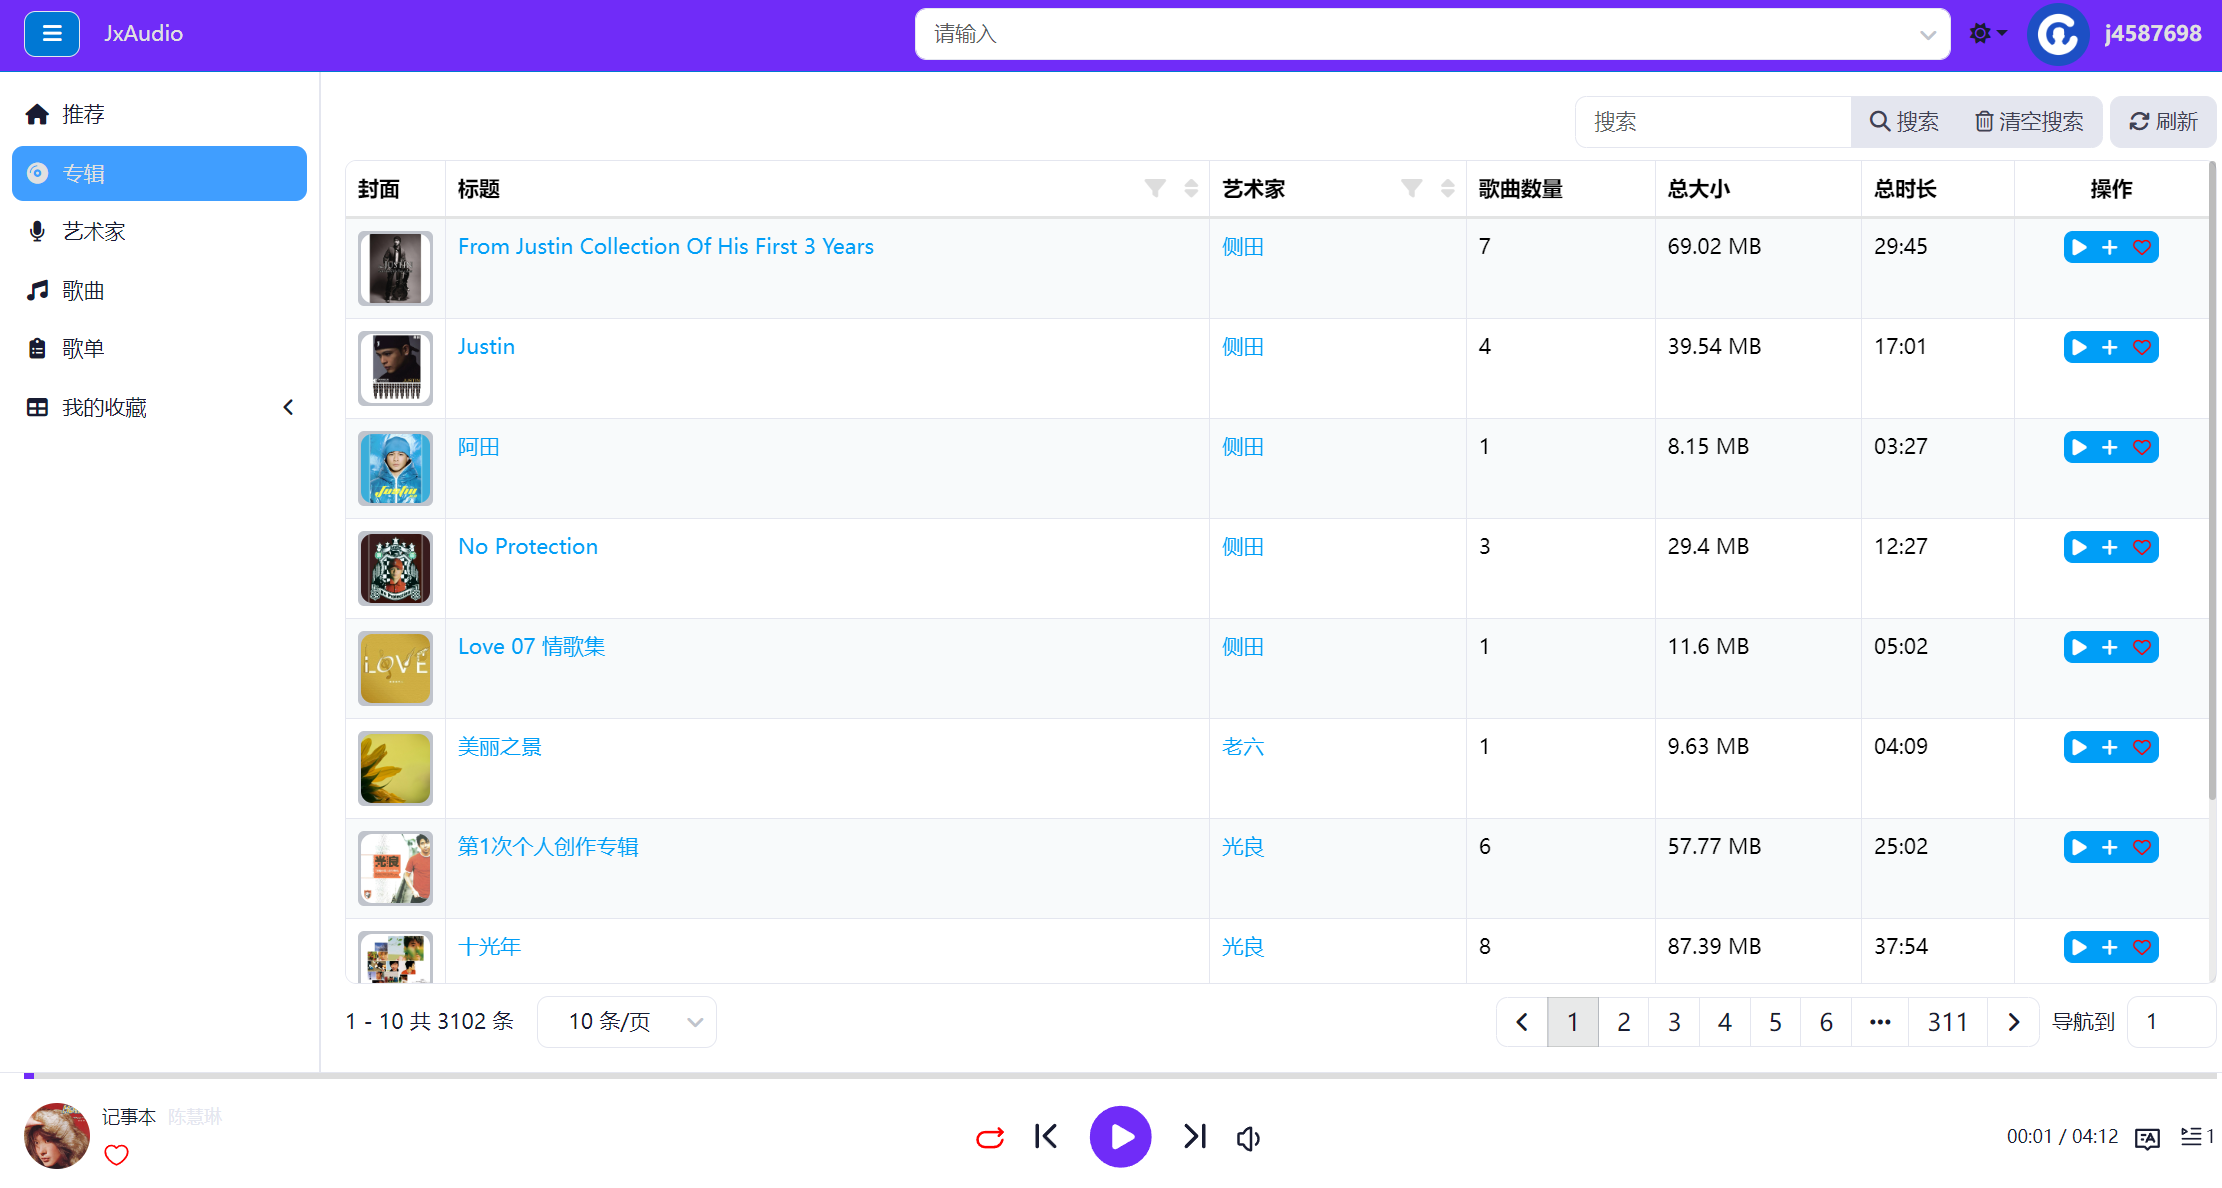 JxAudio
请输入
j4587698
推荐
专辑
艺术家
歌曲
歌单
我的收藏
搜索 搜索 清空搜索 刷新
封面 标题 艺术家 歌曲数量 总大小 总时长 操作
From Justin Collection Of His First 3 Years 侧田 7 69.02 MB 29:45
Justin 侧田 4 39.54 MB 17:01
阿田 侧田 1 8.15 MB 03:27
No Protection 侧田 3 29.4 MB 12:27
Love 07 情歌集 侧田 1 11.6 MB 05:02
LOVE
美丽之景 老六 1 9.63 MB 04:09
第1次个人创作专辑 光良 6 57.77 MB 25:02
光良
十光年 光良 8 87.39 MB 37:54
1 - 10 共 3102 条 10 条/页 1 2 3 4 5 6 ••• 311 导航到 1
记事本 陈慧琳
00:01 / 04:12 1